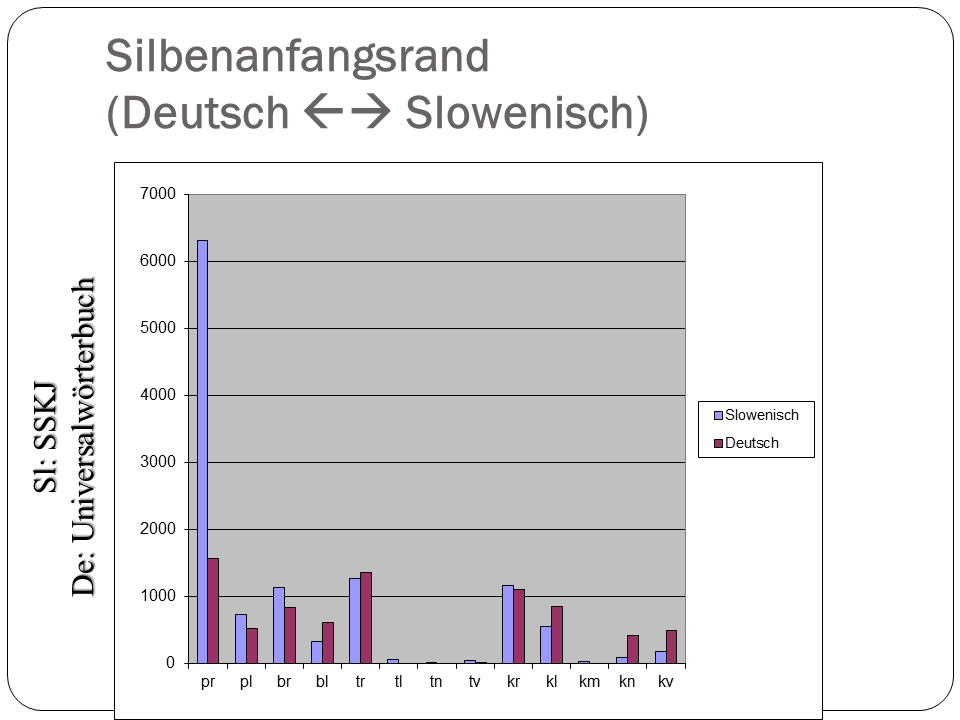 Silbenanfangsrand
(Deutsch ←→ Slowenisch)
Sl: SSKJ
De: Universalwörterbuch
7000
6000
5000
4000
3000
2000
1000
0
pr pl br bl tr tl tn tv kr kl km kn kv
Slowenisch
Deutsch